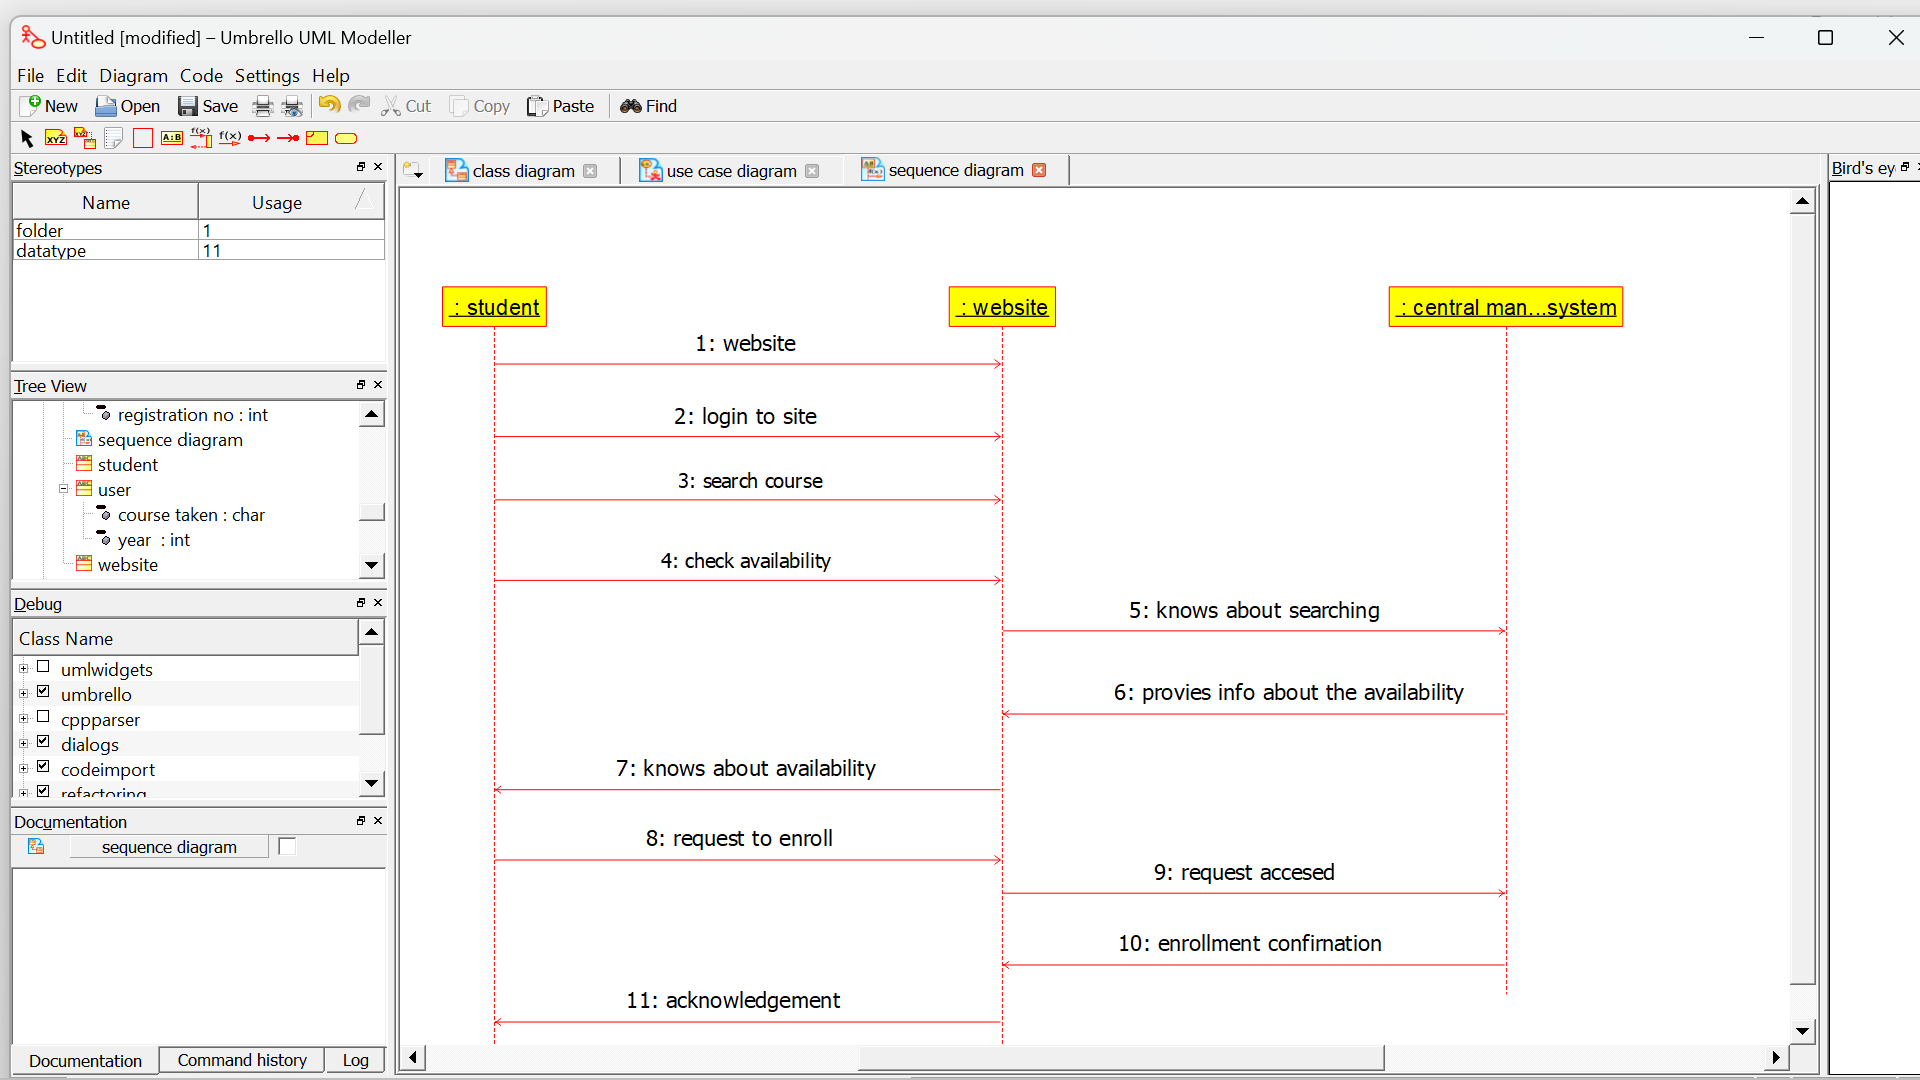 Untitled [modified] – Umbrello UML Modeller
File Edit Diagram Code Settings Help
New Open Save Cut Copy Paste Find
XYZ XYZ A:B f(x) f(x)
Stereotypes
Name Usage
folder 1
datatype 11
Tree View
registration no : int
sequence diagram
student
user
course taken : char
year : int
website
Debug
Class Name
umlwidgets
umbrello
cppparser
dialogs
codeimport
refactoring
Documentation
sequence diagram
Documentation Command history Log
class diagram use case diagram sequence diagram
: student : website : central man...system
1: website
2: login to site
3: search course
4: check availability
5: knows about searching
6: provies info about the availability
7: knows about availability
8: request to enroll
9: request accesed
10: enrollment confirnation
11: acknowledgement
Bird's ey